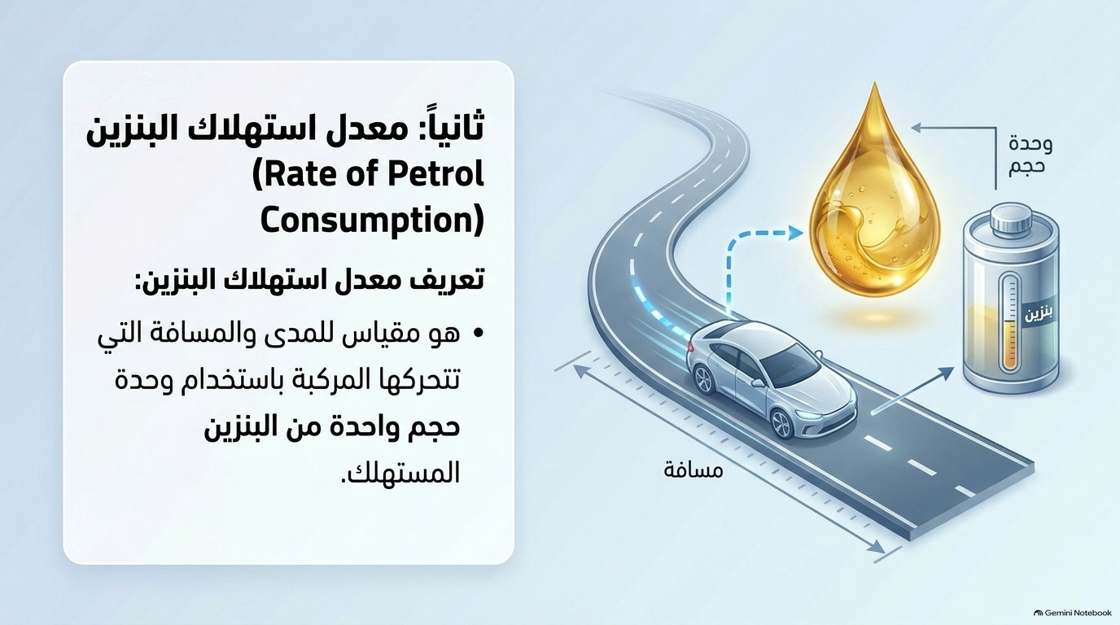 ثانياً: معدل استهلاك البنزين
(Rate of Petrol
Consumption)
تعريف معدل استهلاك البنزين:
• هو مقياس للمدى والمسافة التي
تتحركها المركبة باستخدام وحدة
حجم واحدة من البنزين
المستهلك.
وحدة
حجم
بنزين
مسافة
Gemini Notebook